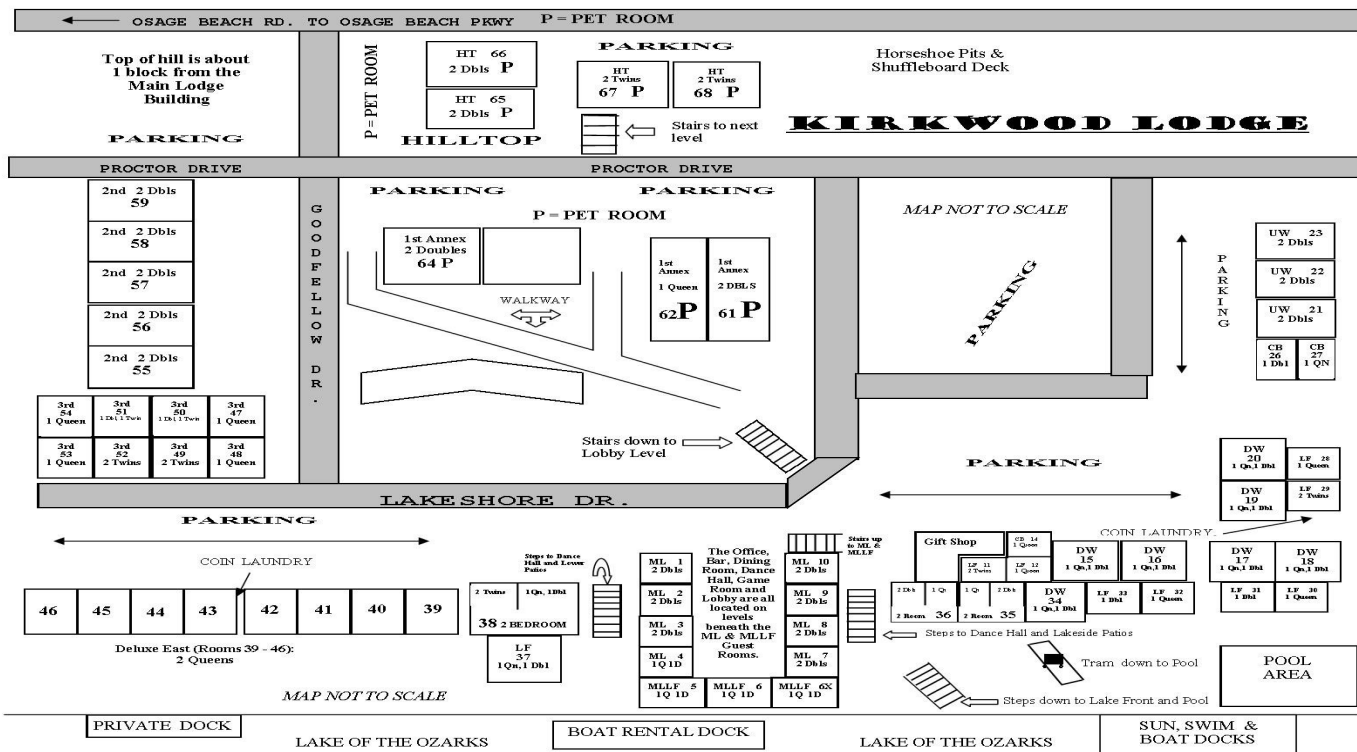 OSAGE BEACH RD. TO OSAGE BEACH PKWY
P = PET ROOM
Top of hill is about
1 block from the
Main Lodge
Building
PARKING
P = PET ROOM
HT 66
2 Dbls P
HT 65
2 Dbls P
HILLTOP
PARKING
HT
2 Twins
67 P
HT
2 Twins
68 P
Stairs to next
level
Horseshoe Pits &
Shuffleboard Deck
KIRKWOOD LODGE
PROCTOR DRIVE
PROCTOR DRIVE
2nd 2 Dbls
59
2nd 2 Dbls
58
2nd 2 Dbls
57
2nd 2 Dbls
56
2nd 2 Dbls
55
GOODFELLOW DR.
PARKING
PARKING
P = PET ROOM
1st Annex
2 Doubles
64 P
WALKWAY
1st
Annex
1 Queen
62P
1st
Annex
2 DBLS
61 P
MAP NOT TO SCALE
PARKING
PARKING
UW 23
2 Dbls
UW 22
2 Dbls
UW 21
2 Dbls
CB
26
1 Dbl
CB
27
1 QN
3rd
54
1 Queen
3rd
51
1 Dbl, 1 Twin
3rd
50
1 Dbl, 1 Twin
3rd
47
1 Queen
3rd
53
1 Queen
3rd
52
2 Twins
3rd
49
2 Twins
3rd
48
1 Queen
Stairs down to
Lobby Level
LAKESHORE DR.
PARKING
DW
20
1 Qn,1 Dbl
LF 28
1 Queen
DW
19
1 Qn,1 Dbl
LF 29
2 Twins
COIN LAUNDRY.
PARKING
COIN LAUNDRY
46
45
44
43
42
41
40
39
Deluxe East (Rooms 39 - 46):
2 Queens
Steps to Dance
Hall and Lower
Patios
2 Twins
1Qn, 1Dbl
38 2 BEDROOM
LF
37
1Qn, 1 Dbl
ML 1
2 Dbls
ML 2
2 Dbls
ML 3
2 Dbls
ML 4
1Q 1D
MLLF 5
1Q 1D
MLLF 6
1Q 1D
MLLF 6X
1Q 1D
The Office,
Bar, Dining
Room, Dance
Hall, Game
Room and
Lobby are all
located on
levels
beneath the
ML & MLLF
Guest
Rooms.
ML 10
2 Dbls
ML 9
2 Dbls
ML 8
2 Dbls
ML 7
2 Dbls
Stairs up
to ML &
MLLF
Gift Shop
CB 14
1 Queen
LF 11
2 Twins
LF 12
1 Queen
DW
15
1 Qn,1 Dbl
DW
16
1 Qn,1 Dbl
DW
17
1 Qn,1 Dbl
DW
18
1 Qn,1 Dbl
2 Dbls
1 Qn
2 Room 36
1 Qn
2 Dbls
2 Room 35
DW
34
1 Qn,1 Dbl
LF 33
1 Dbl
LF 32
1 Queen
LF 31
1 Dbl
LF 30
1 Queen
Steps to Dance Hall and Lakeside Patios
Tram down to Pool
Steps down to Lake Front and Pool
POOL
AREA
MAP NOT TO SCALE
PRIVATE DOCK
LAKE OF THE OZARKS
BOAT RENTAL DOCK
LAKE OF THE OZARKS
SUN, SWIM &
BOAT DOCKS